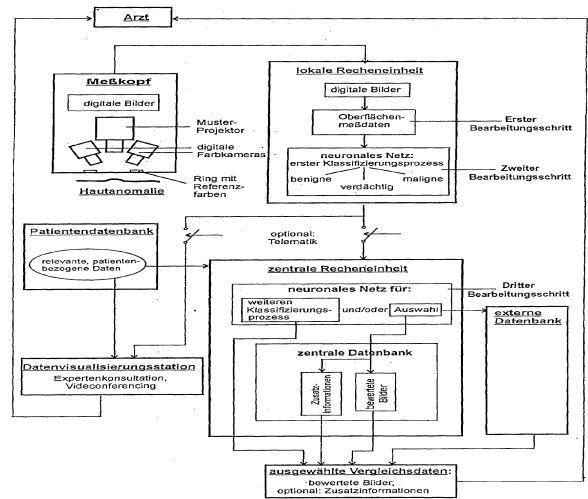 Arzt
Meßkopf
digitale Bilder
Muster-
Projektor
digitale
Farbkameras
Ring mit
Referenz-
farben
Hautanomalie
lokale Recheneinheit
digitale Bilder
Oberflächen-
meßdaten
Erster
Bearbeitungsschritt
neuronales Netz:
erster Klassifizierungsprozess
benigne
maligne
verdächtig
Zweiter
Bearbeitungsschritt
optional:
Telematik
Patientendatenbank
relevante, patienten-
bezogene Daten
zentrale Recheneinheit
neuronales Netz für:
weiteren
Klassifizierungs-
prozess
und/oder
Auswahl
Dritter
Bearbeitungsschritt
externe
Datenbank
zentrale Datenbank
Zusatz-
informationen
bewertete
Bilder
Datenvisualisierungsstation
Expertenkonsultation,
Videoconferencing
ausgewählte Vergleichsdaten:
bewertete Bilder,
optional: Zusatzinformationen